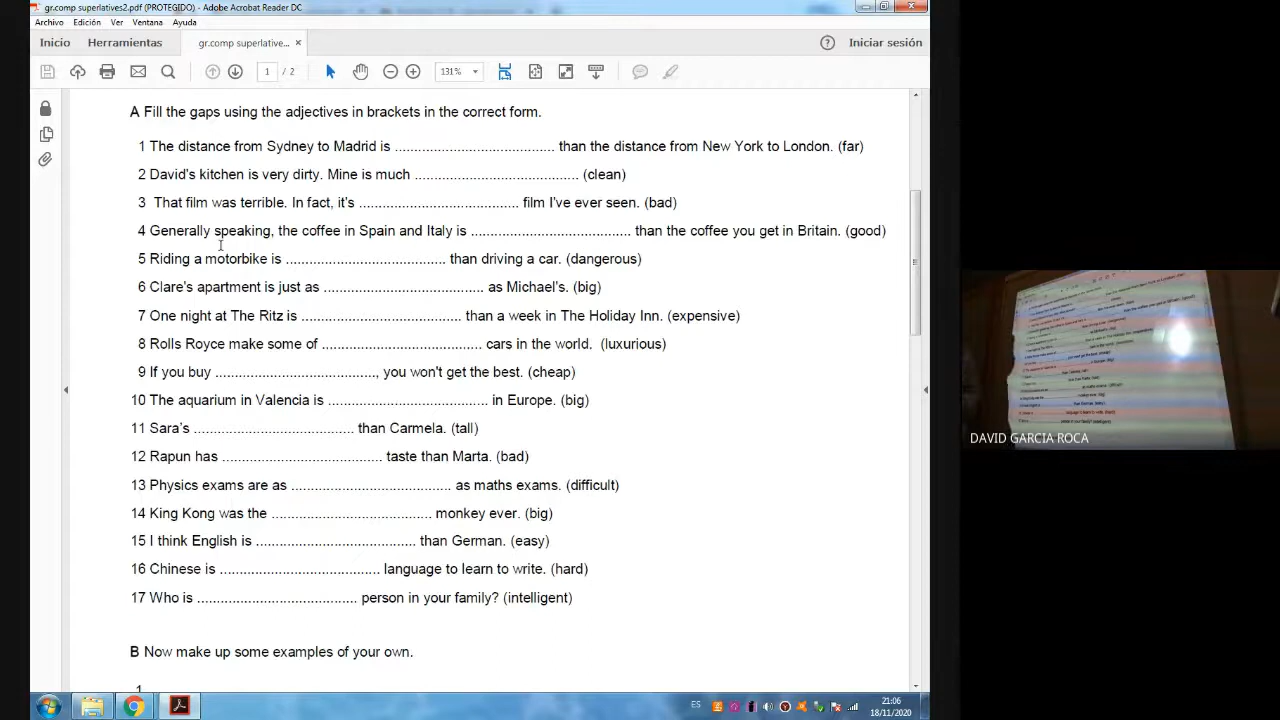 gr.comp superlatives2.pdf (PROTEGIDO) - Adobe Acrobat Reader DC
Archivo Edición Ver Ventana Ayuda
Inicio Herramientas gr.comp superlative... × Iniciar sesión
1 / 2 131%
A Fill the gaps using the adjectives in brackets in the correct form.
1 The distance from Sydney to Madrid is ........................................ than the distance from New York to London. (far)
2 David's kitchen is very dirty. Mine is much ......................................... (clean)
3 That film was terrible. In fact, it's ........................................ film I've ever seen. (bad)
4 Generally speaking, the coffee in Spain and Italy is ........................................ than the coffee you get in Britain. (good)
5 Riding a motorbike is ........................................ than driving a car. (dangerous)
6 Clare's apartment is just as ........................................ as Michael's. (big)
7 One night at The Ritz is ........................................ than a week in The Holiday Inn. (expensive)
8 Rolls Royce make some of ........................................ cars in the world. (luxurious)
9 If you buy ......................................... you won't get the best. (cheap)
10 The aquarium in Valencia is ......................................... in Europe. (big)
11 Sara's ........................................ than Carmela. (tall)
12 Rapun has ........................................ taste than Marta. (bad)
13 Physics exams are as ........................................ as maths exams. (difficult)
14 King Kong was the ........................................ monkey ever. (big)
15 I think English is ........................................ than German. (easy)
16 Chinese is ........................................ language to learn to write. (hard)
17 Who is ........................................ person in your family? (intelligent)
B Now make up some examples of your own.
1
ES 21:06
18/11/2020
DAVID GARCIA ROCA